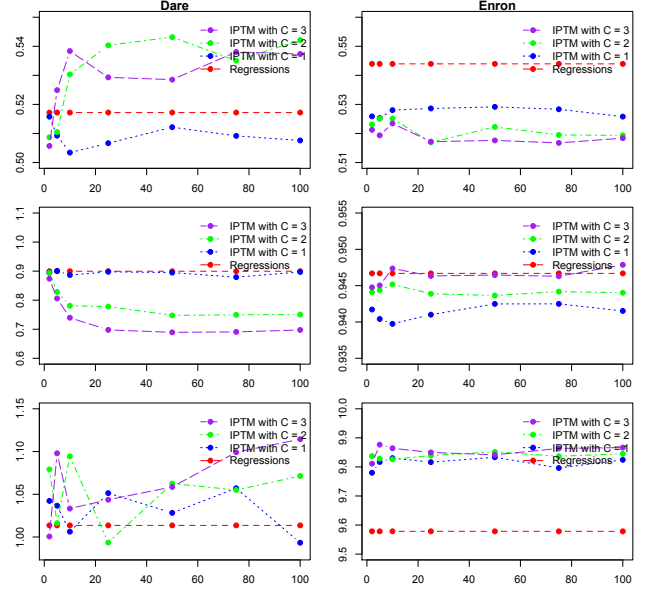 Dare
0.50 0.52 0.54
IPTM with C = 3
IPTM with C = 2
IPTM with C = 1
Regressions
0 20 40 60 80 100
Enron
0.51 0.53 0.55
IPTM with C = 3
IPTM with C = 2
IPTM with C = 1
Regressions
0 20 40 60 80 100
0.6 0.7 0.8 0.9 1.0 1.1
IPTM with C = 3
IPTM with C = 2
IPTM with C = 1
Regressions
0 20 40 60 80 100
0.935 0.940 0.945 0.950 0.955
IPTM with C = 3
IPTM with C = 2
IPTM with C = 1
Regressions
0 20 40 60 80 100
1.00 1.05 1.10 1.15
IPTM with C = 3
IPTM with C = 2
IPTM with C = 1
Regressions
0 20 40 60 80 100
9.5 9.6 9.7 9.8 9.9 10.0
IPTM with C = 3
IPTM with C = 2
IPTM with C = 1
Regressions
0 20 40 60 80 100